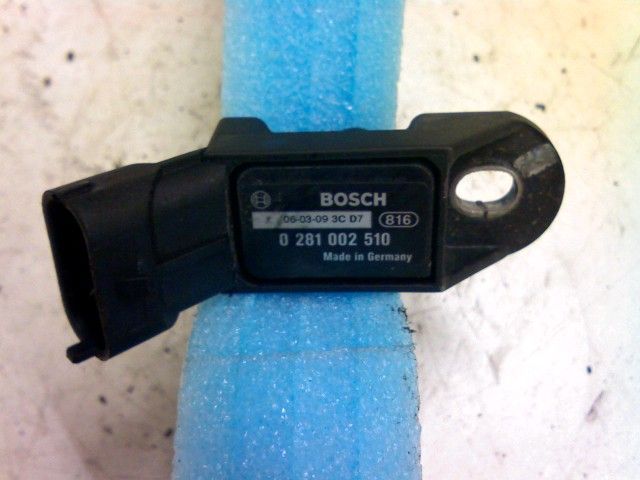 BOSCH
06-03-09 3C D7 816
0 281 002 510
Made in Germany